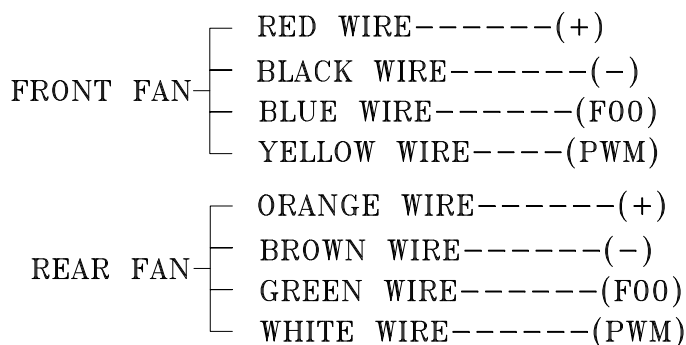 FRONT FAN
RED WIRE------(+)
BLACK WIRE------(-)
BLUE WIRE------(F00)
YELLOW WIRE----(PWM)
REAR FAN
ORANGE WIRE------(+)
BROWN WIRE------(-)
GREEN WIRE------(F00)
WHITE WIRE------(PWM)